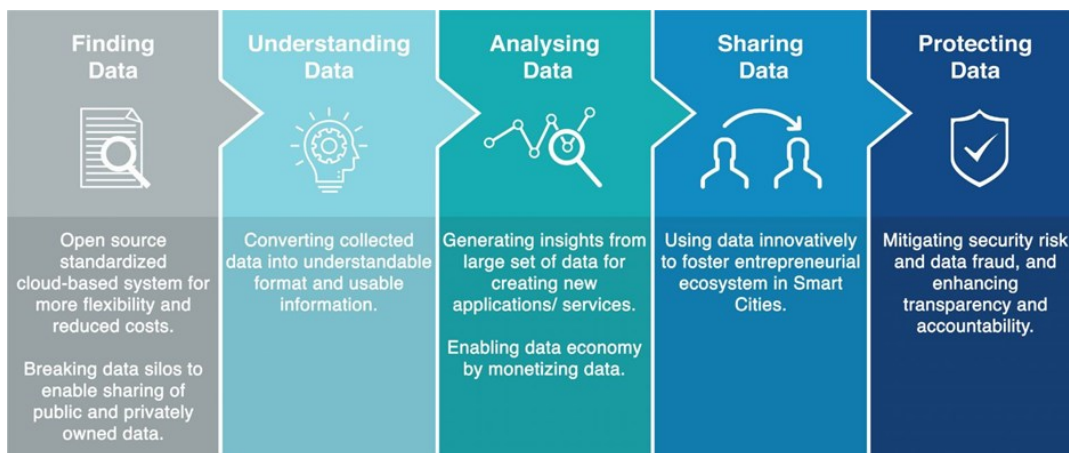 Finding
Data
Open source
standardized
cloud-based system for
more flexibility and
reduced costs.
Breaking data silos to
enable sharing of
public and privately
owned data.
Understanding
Data
Converting collected
data into understandable
format and usable
information.
Analysing
Data
Generating insights from
large set of data for
creating new
applications/ services.
Enabling data economy
by monetizing data.
Sharing
Data
Using data innovatively
to foster entrepreneurial
ecosystem in Smart
Cities.
Protecting
Data
Mitigating security risk
and data fraud, and
enhancing
transparency and
accountability.